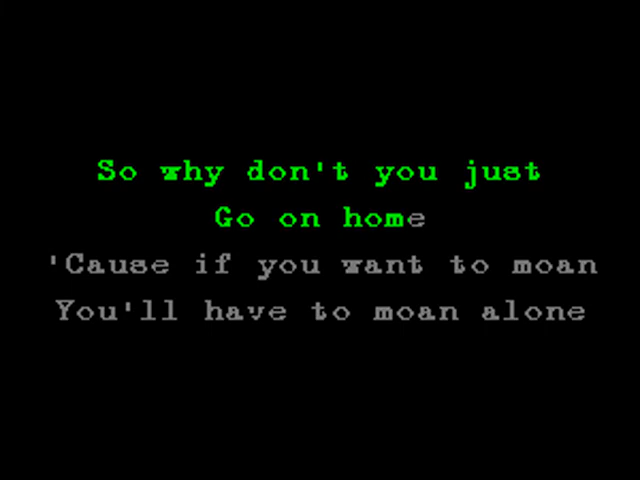 So why don't you just
Go on home
'Cause if you want to moan
You'll have to moan alone